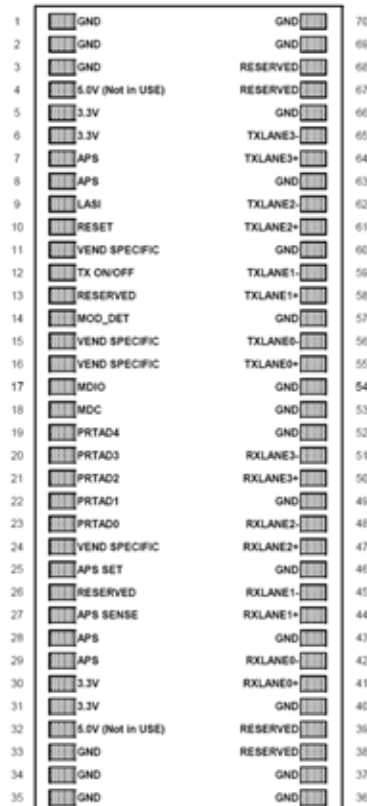 1 GND GND 70
2 GND GND 69
3 GND RESERVED 68
4 5.0V (Not in USE) RESERVED 67
5 3.3V GND 66
6 3.3V TXLANE3- 65
7 APS TXLANE3+ 64
8 APS GND 63
9 LASI TXLANE2- 62
10 RESET TXLANE2+ 61
11 VEND SPECIFIC GND 60
12 TX ON/OFF TXLANE1- 59
13 RESERVED TXLANE1+ 58
14 MOD_DET GND 57
15 VEND SPECIFIC TXLANE0- 56
16 VEND SPECIFIC TXLANE0+ 55
17 MDIO GND 54
18 MDC GND 53
19 PRTAD4 GND 52
20 PRTAD3 RXLANE3- 51
21 PRTAD2 RXLANE3+ 50
22 PRTAD1 GND 49
23 PRTAD0 RXLANE2- 48
24 VEND SPECIFIC RXLANE2+ 47
25 APS SET GND 46
26 RESERVED RXLANE1- 45
27 APS SENSE RXLANE1+ 44
28 APS GND 43
29 APS RXLANE0- 42
30 3.3V RXLANE0+ 41
31 3.3V GND 40
32 5.0V (Not in USE) RESERVED 39
33 GND RESERVED 38
34 GND GND 37
35 GND GND 36